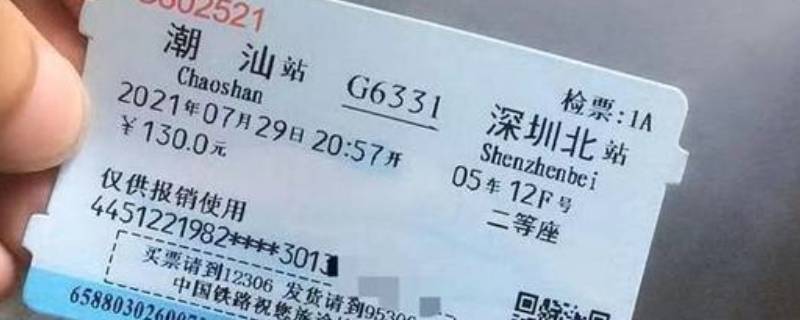 2521
检票:1A
潮 汕站 G6331 深圳北站
Chaoshan Shenzhenbei
2021年07月29日 20:57开 05车 12F号
￥130.0元 二等座
仅供报销使用
4451221982****3013
买票请到12306 发货请到95306
中国铁路祝您旅
6588030260